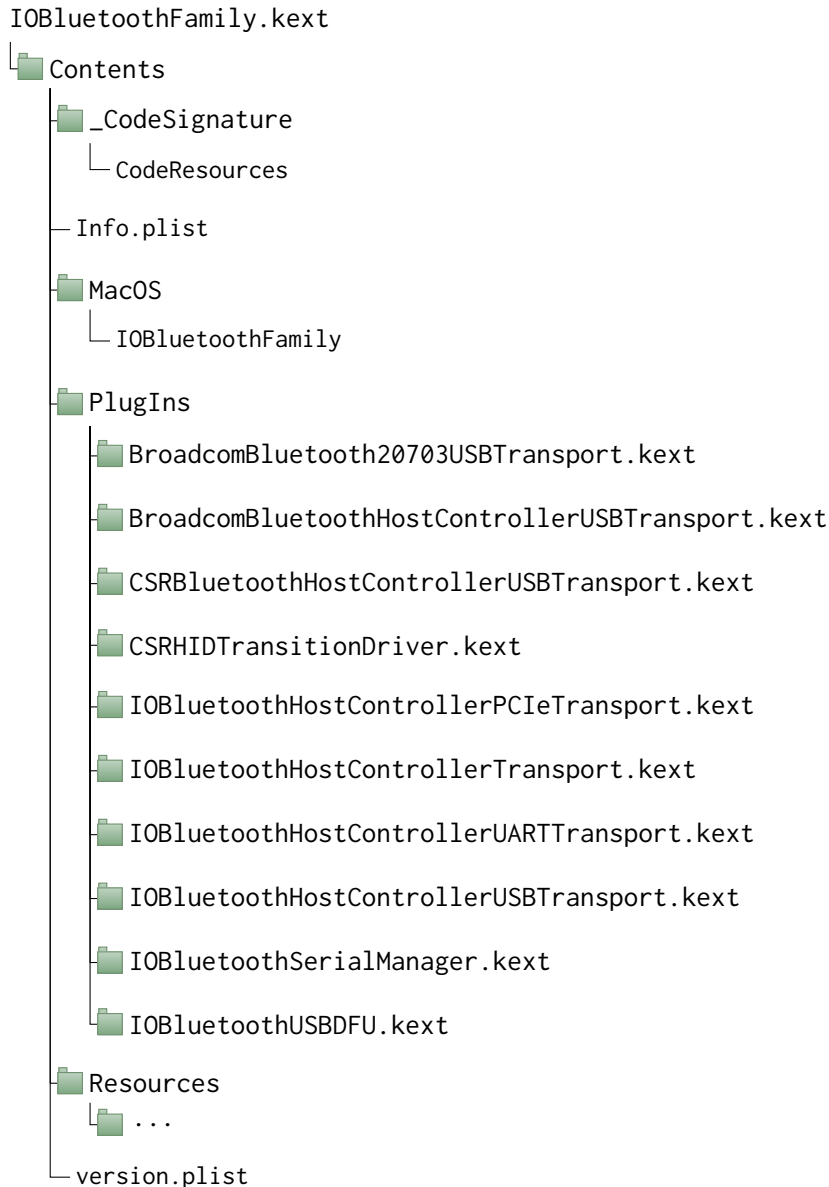 IOBluetoothFamily.kext
Contents
_CodeSignature
CodeResources
Info.plist
MacOS
IOBluetoothFamily
PlugIns
BroadcomBluetooth20703USBTransport.kext
BroadcomBluetoothHostControllerUSBTransport.kext
CSRBluetoothHostControllerUSBTransport.kext
CSRHIDTransitionDriver.kext
IOBluetoothHostControllerPCIeTransport.kext
IOBluetoothHostControllerTransport.kext
IOBluetoothHostControllerUARTTransport.kext
IOBluetoothHostControllerUSBTransport.kext
IOBluetoothSerialManager.kext
IOBluetoothUSBDFU.kext
Resources
...
version.plist